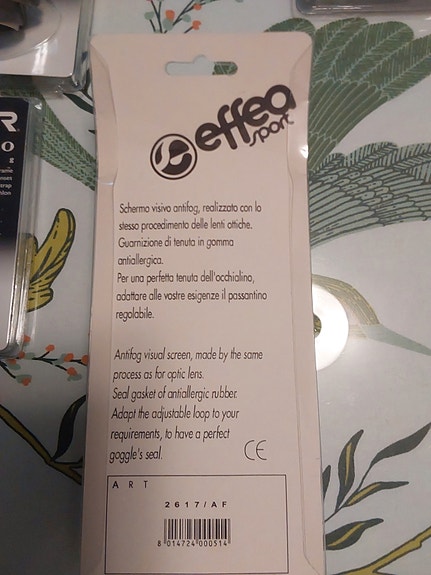 effea
sport
Schermo visivo antifog, realizzato con lo
stesso procedimento delle lenti ottiche.
Guarnizione di tenuta in gomma
antiallergica.
Per una perfetta tenuta dell'occhialino,
adattare alle vostre esigenze il passantino
regolabile.
Antifog visual screen, made by the same
process as for optic lens.
Seal gasket of antiallergic rubber.
Adapt the adjustable loop to your
requirements, to have a perfect
goggle's seal.
CE
ART
2617/AF
8 014724 000514
R
o